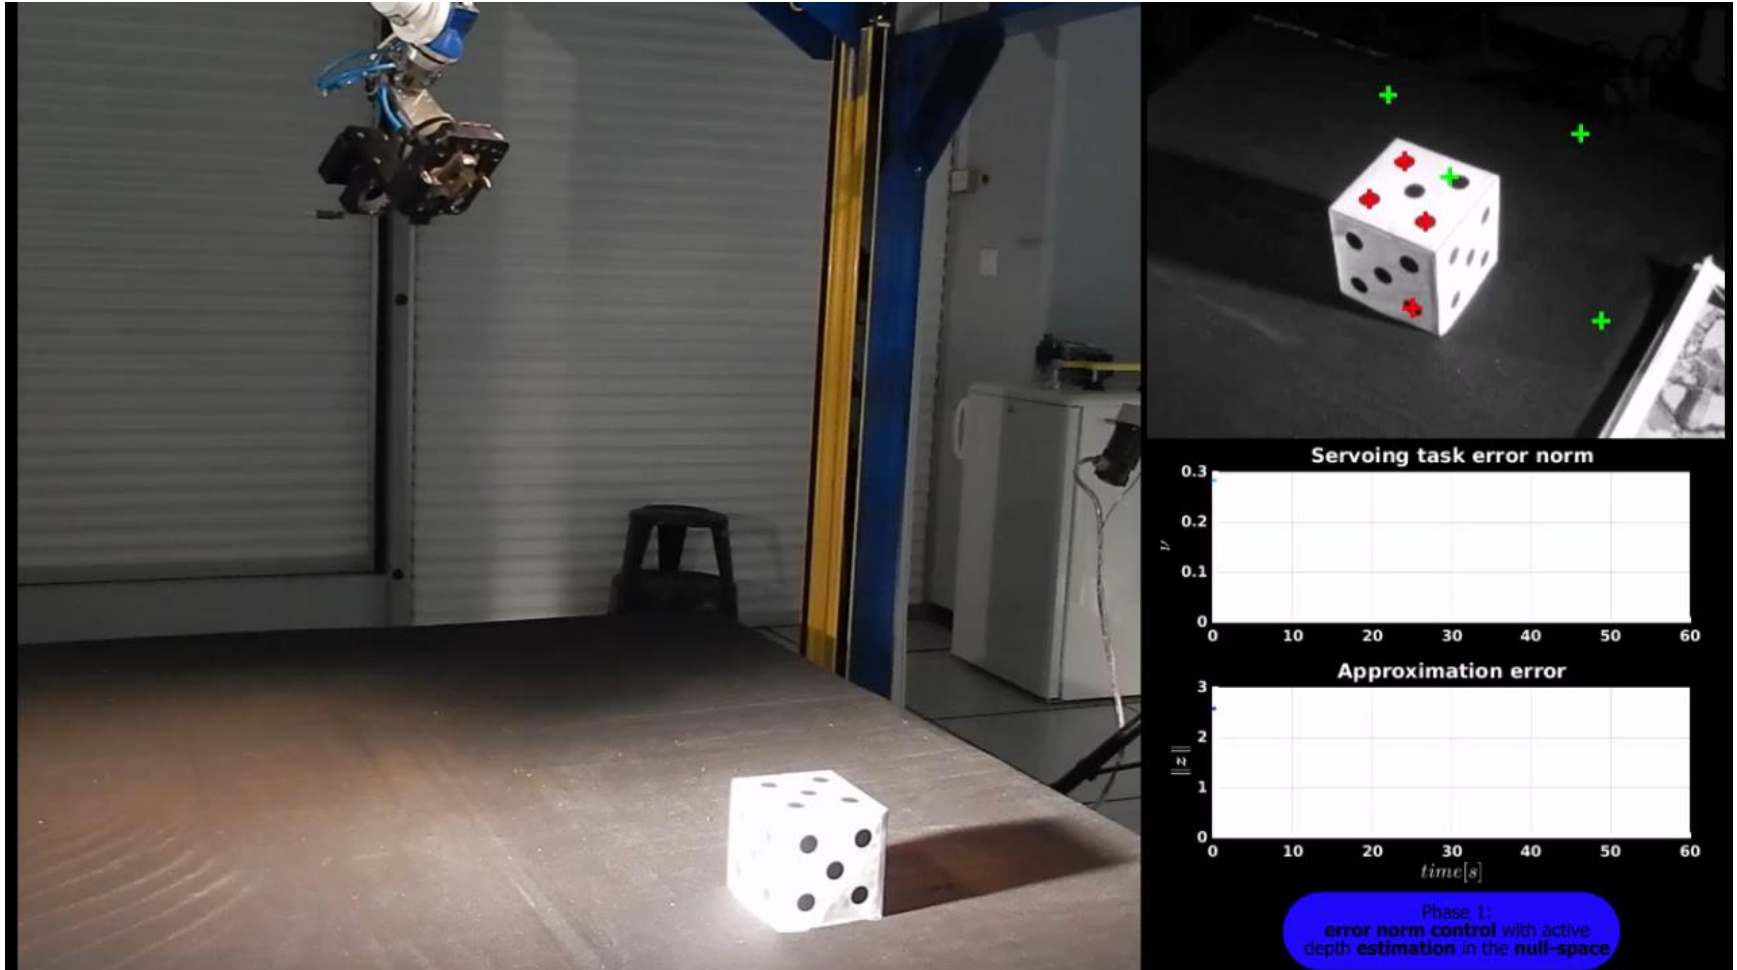 Servoing task error norm
0.3
0.2
0.1
0
ν
0 10 20 30 40 50 60
Approximation error
3
2
1
0
||z||
0 10 20 30 40 50 60
time[s]
Phase 1:
error norm control with active
depth estimation in the null-space